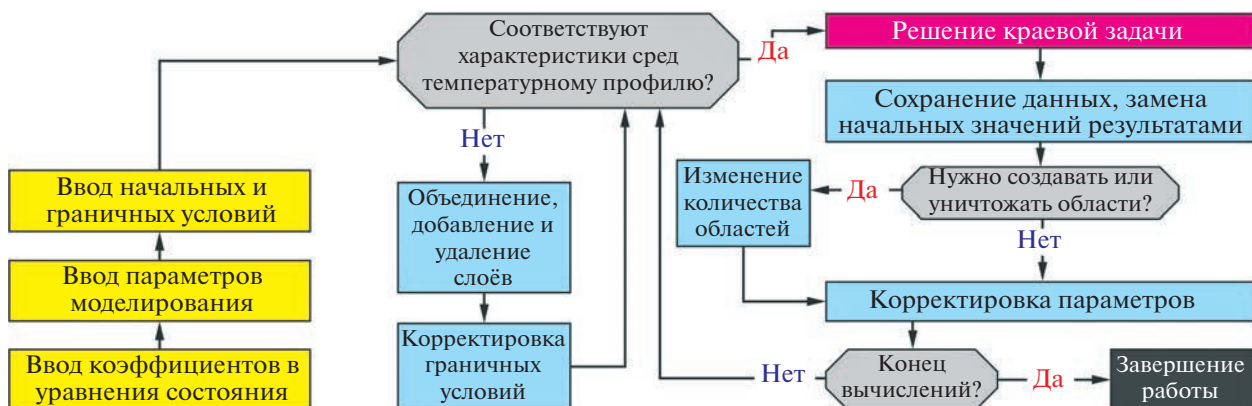 Соответствуют
характеристики сред
температурному профилю?
Да
Решение краевой задачи
Сохранение данных, замена
начальных значений результатами
Нет
Ввод начальных и
граничных условий
Объединение,
добавление и
удаление
слоёв
Изменение
количества
областей
Да
Нужно создавать или
уничтожать области?
Нет
Ввод параметров
моделирования
Корректировка параметров
Ввод коэффициентов в
уравнения состояния
Корректировка
граничных
условий
Нет
Конец
вычислений?
Да
Завершение
работы